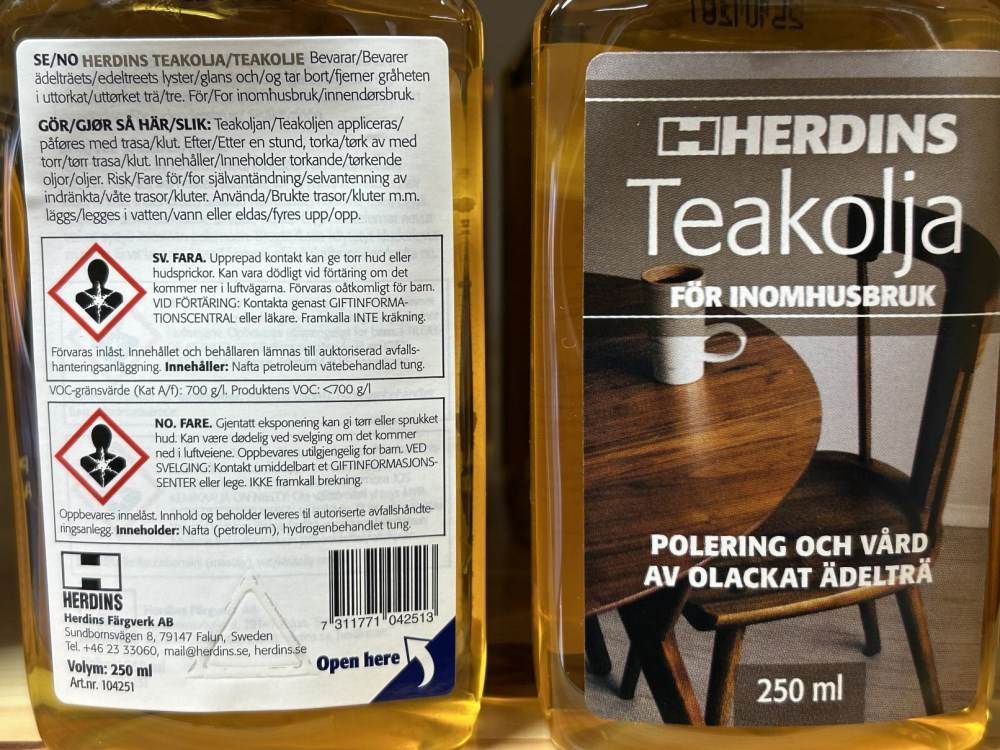 SE/NO HERDINS TEAKOLJA/TEAKOLJE Bevarar/Bevarer
ädelträets/edeltreets lyster/glans och/og tar bort/fjerner gråheten
i uttorkat/uttørket trä/tre. För/For inomhusbruk/innendørsbruk.
GÖR/GJØR SÅ HÄR/SLIK: Teakoljan/Teakoljen appliceras/
påføres med trasa/klut. Efter/Etter en stund, torka/tørk av med
torr/tørr trasa/klut. Innehåller/Inneholder torkande/tørkende
oljor/oljer. Risk/Fare för/for självantändning/selvantenning av
indränkta/våte trasor/kluter. Använda/Brukte trasor/kluter m.m.
läggs/legges i vatten/vann eller eldas/fyres upp/opp.
SV. FARA. Upprepad kontakt kan ge torr hud eller
hudsprickor. Kan vara dödligt vid förtäring om det
kommer ner i luftvägarna. Förvaras oåtkomligt för barn.
VID FÖRTÄRING: Kontakta genast GIFTINFORMA-
TIONSCENTRAL eller läkare. Framkalla INTE kräkning.
Förvaras inlåst. Innehållet och behållaren lämnas till auktoriserad avfalls-
hanteringsanläggning. Innehåller: Nafta petroleum vätebehandlad tung.
VOC-gränsvärde (Kat A/f): 700 g/l. Produktens VOC: <700 g/l
NO. FARE. Gjentatt eksponering kan gi tørr eller sprukket
hud. Kan være dødelig ved svelging om det kommer
ned i luftveiene. Oppbevares utilgjengelig for barn. VED
SVELGING: Kontakt umiddelbart et GIFTINFORMASJONS-
SENTER eller lege. IKKE framkall brekning.
Oppbevares innelåst. Innhold og beholder leveres til autoriserte avfallshåndte-
ringsanlegg. Inneholder: Nafta (petroleum), hydrogenbehandlet tung.
HERDINS
Herdins Färgverk AB
Sundbornsvägen 8, 79147 Falun, Sweden
Tel. +46 23 33060, mail@herdins.se, herdins.se
Volym: 250 ml
Art.nr. 104251
7 311771 042513
Open here
HERDINS
Teakolja
FÖR INOMHUSBRUK
POLERING OCH VÅRD
AV OLACKAT ÄDELTRÄ
250 ml